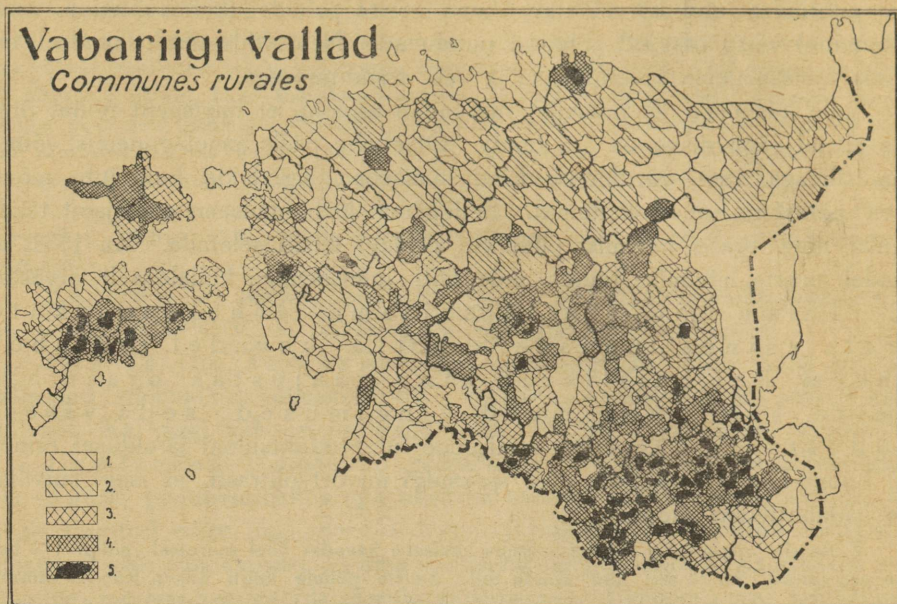 Vabariigi vallad
Communes rurales
1.
2.
3.
4.
5.